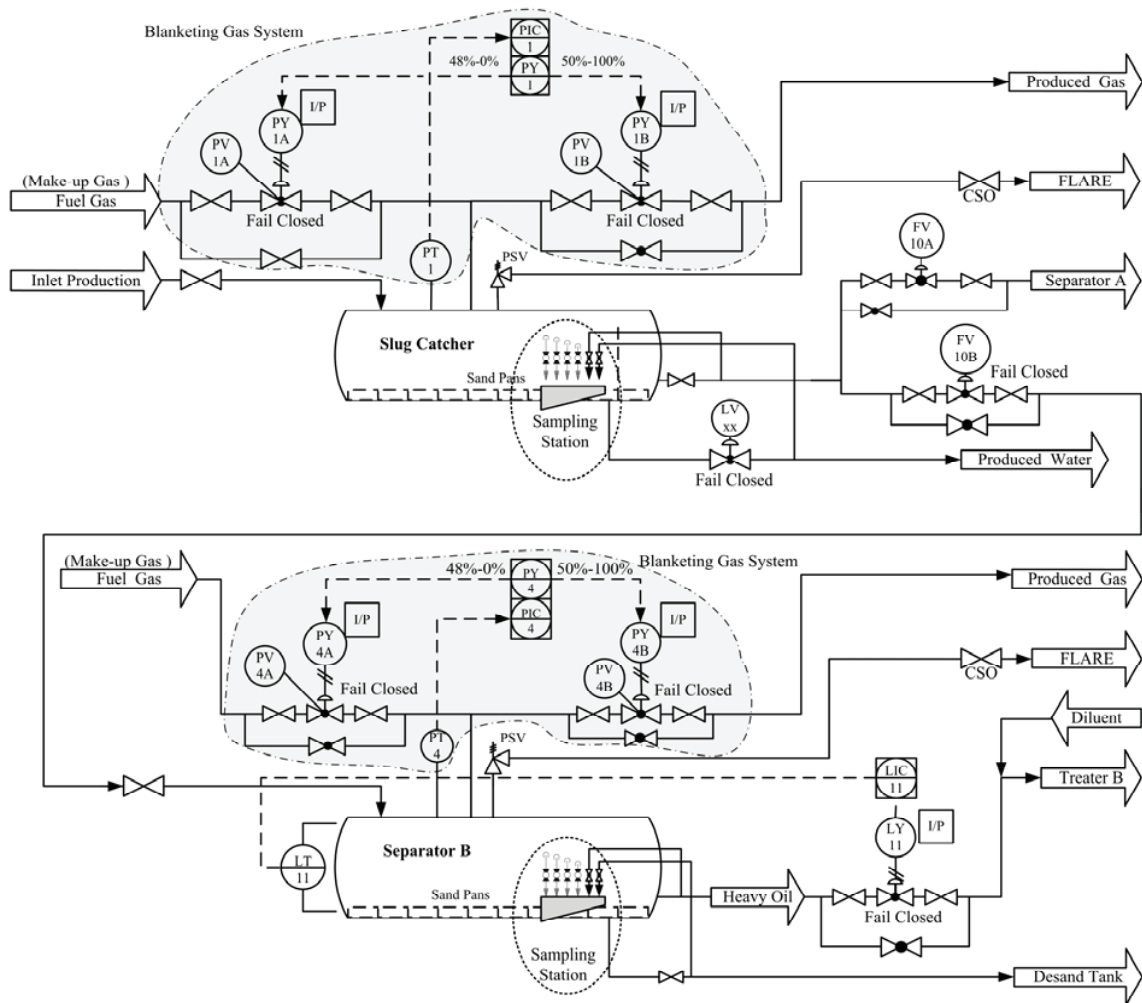 Blanketing Gas System
PIC
1
48%-0%
50%-100%
PY
1
Produced Gas
I/P
I/P
PY
1A
PY
1B
PV
1A
PV
1B
(Make-up Gas )
Fuel Gas
FLARE
CSO
Fail Closed
Fail Closed
FV
10A
PT
1
PSV
Inlet Production
Separator A
Slug Catcher
FV
10B
Fail Closed
Sand Pans
LV
xx
Sampling
Station
Produced Water
Fail Closed
(Make-up Gas )
Fuel Gas
Blanketing Gas System
48%-0%
PY
4
50%-100%
Produced Gas
PIC
4
I/P
I/P
PY
4A
PY
4B
PV
4A
PV
4B
FLARE
CSO
Fail Closed
Fail Closed
Diluent
PT
4
PSV
LIC
11
Treater B
LY
11
I/P
Separator B
LT
11
Sand Pans
Heavy Oil
Fail Closed
Sampling
Station
Desand Tank